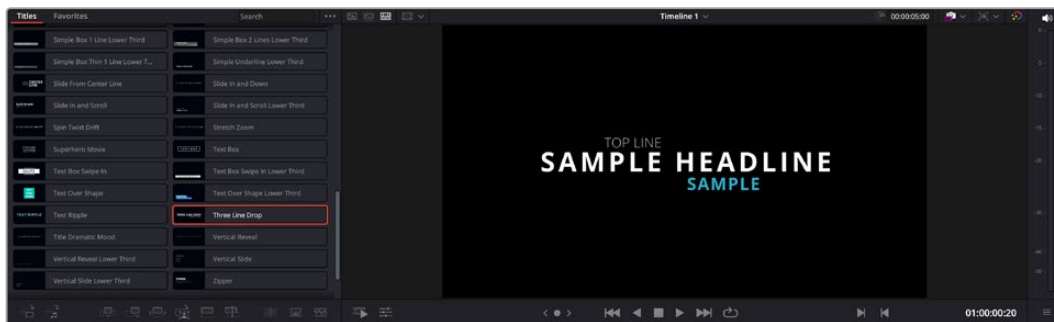 Titles Favorites Search
Timeline 1 00:00:05:00
Simple Box 1 Line Lower Third Simple Box 2 Lines Lower Third
Simple Box Thin 1 Line Lower T... Simple Underline Lower Third
Slide From Center Line Slide In and Down
Slide In and Scroll Slide In and Scroll Lower Third
Spin Twist Drift Stretch Zoom
Superhero Movie Text Box
Text Box Swipe In Text Box Swipe In Lower Third
Text Over Shape Text Over Shape Lower Third
Text Ripple Three Line Drop
Title Dramatic Mood Vertical Reveal
Vertical Reveal Lower Third Vertical Slide
Vertical Slide Lower Third Zipper
TOP LINE
SAMPLE HEADLINE
SAMPLE
01:00:00:20